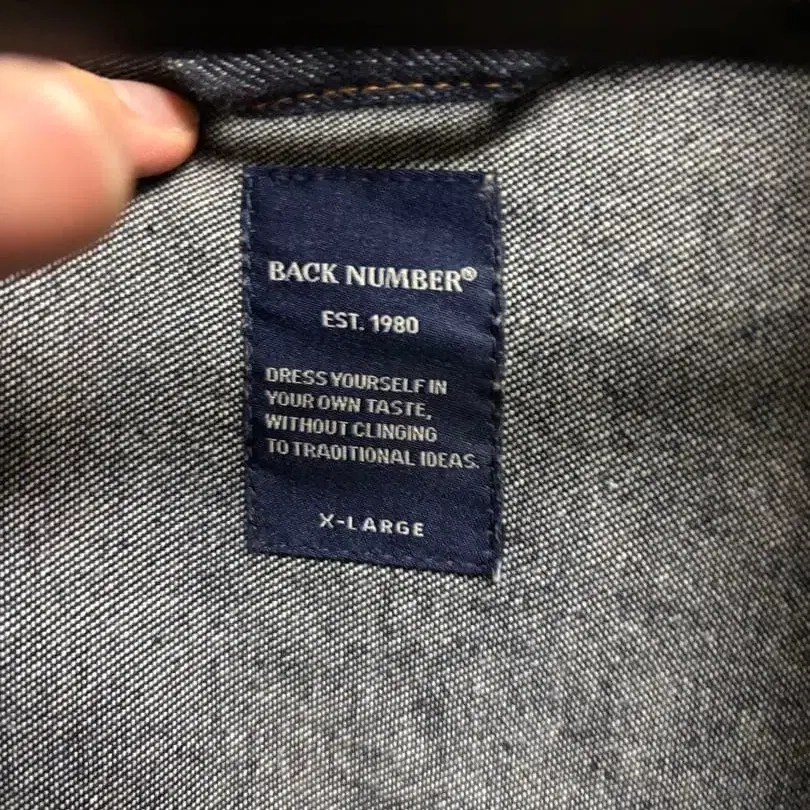 BACK NUMBER®
EST. 1980
DRESS YOURSELF IN
YOUR OWN TASTE,
WITHOUT CLINGING
TO TRADITIONAL IDEAS.
X-LARGE